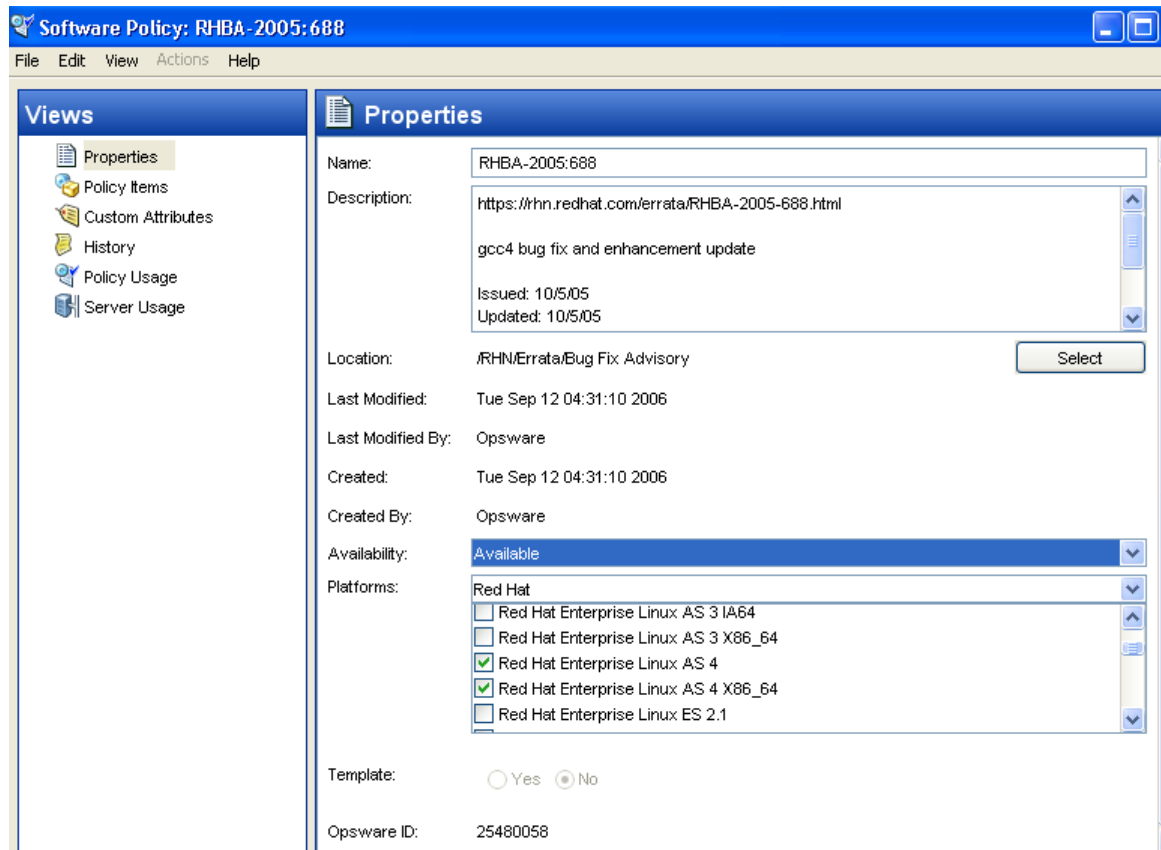 Software Policy: RHBA-2005:688
File Edit View Actions Help
Views
Properties
Policy Items
Custom Attributes
History
Policy Usage
Server Usage
Properties
Name: RHBA-2005:688
Description: https://rhn.redhat.com/errata/RHBA-2005-688.html
gcc4 bug fix and enhancement update
Issued: 10/5/05
Updated: 10/5/05
Location: /RHN/Errata/Bug Fix Advisory Select
Last Modified: Tue Sep 12 04:31:10 2006
Last Modified By: Opsware
Created: Tue Sep 12 04:31:10 2006
Created By: Opsware
Availability: Available
Platforms: Red Hat
Red Hat Enterprise Linux AS 3 IA64
Red Hat Enterprise Linux AS 3 X86_64
Red Hat Enterprise Linux AS 4
Red Hat Enterprise Linux AS 4 X86_64
Red Hat Enterprise Linux ES 2.1
Template: Yes No
Opsware ID: 25480058